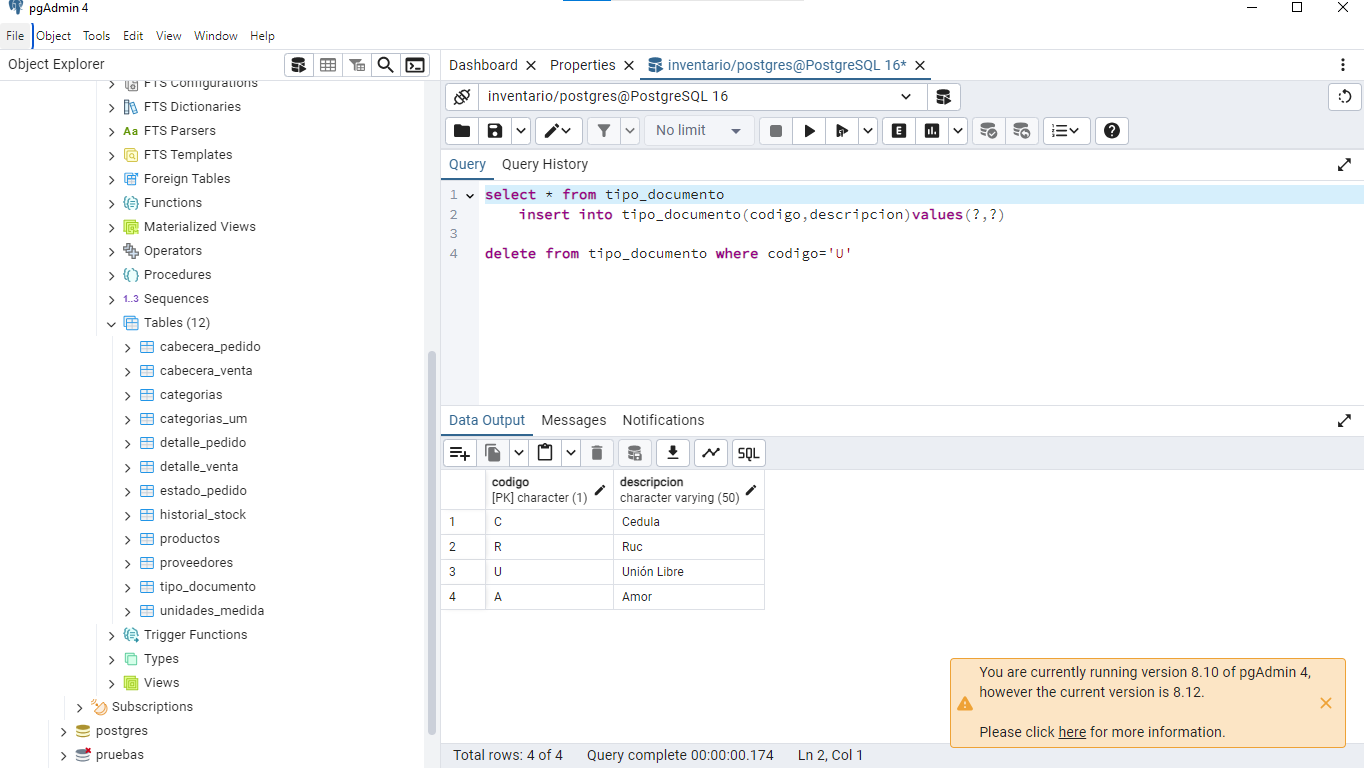 pgAdmin 4
File Object Tools Edit View Window Help
Object Explorer
FTS Configurations
FTS Dictionaries
Aa FTS Parsers
FTS Templates
Foreign Tables
Functions
Materialized Views
Operators
Procedures
1..3 Sequences
Tables (12)
cabecera_pedido
cabecera_venta
categorias
categorias_um
detalle_pedido
detalle_venta
estado_pedido
historial_stock
productos
proveedores
tipo_documento
unidades_medida
Trigger Functions
Types
Views
Subscriptions
postgres
pruebas
Dashboard Properties inventario/postgres@PostgreSQL 16*
inventario/postgres@PostgreSQL 16
No limit E
Query Query History
1 select * from tipo_documento
2 insert into tipo_documento(codigo,descripcion)values(?,?)
3
4 delete from tipo_documento where codigo='U'
Data Output Messages Notifications
SQL
codigo descripcion
[PK] character (1) character varying (50)
1 C Cedula
2 R Ruc
3 U Unión Libre
4 A Amor
You are currently running version 8.10 of pgAdmin 4,
however the current version is 8.12.
Please click here for more information.
Total rows: 4 of 4 Query complete 00:00:00.174 Ln 2, Col 1